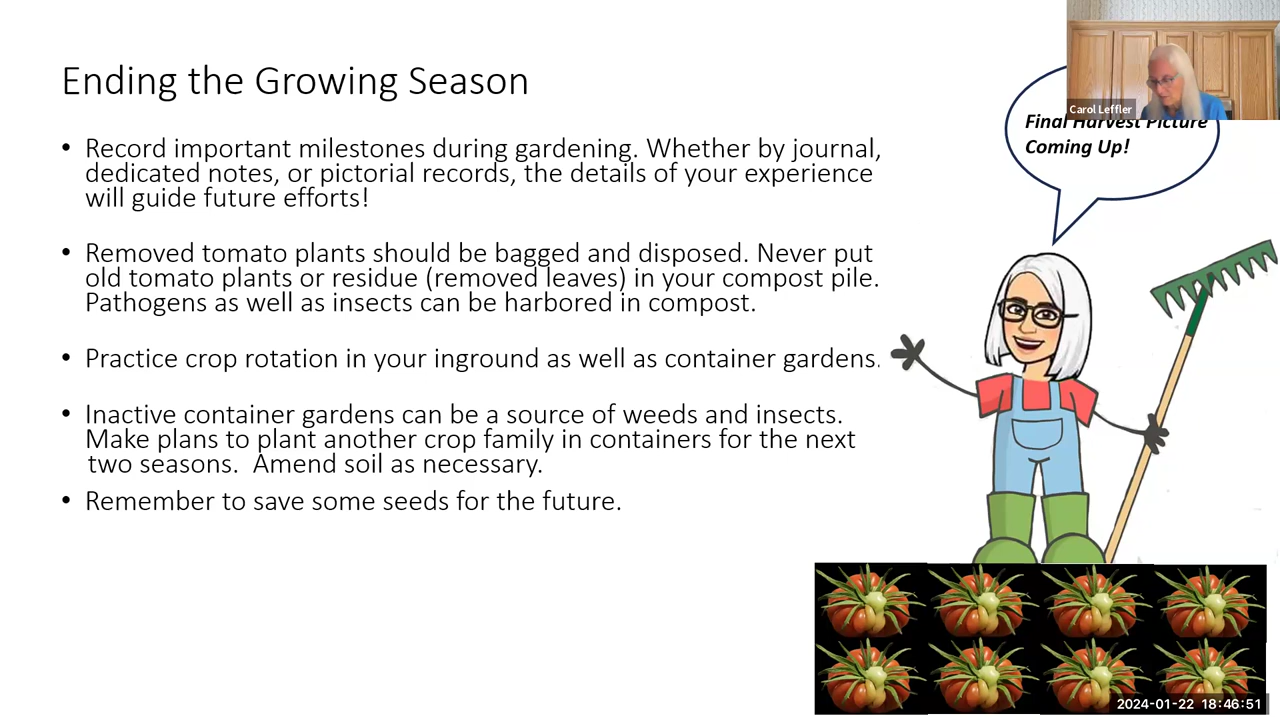 Ending the Growing Season
• Record important milestones during gardening. Whether by journal,
dedicated notes, or pictorial records, the details of your experience
will guide future efforts!
• Removed tomato plants should be bagged and disposed. Never put
old tomato plants or residue (removed leaves) in your compost pile.
Pathogens as well as insects can be harbored in compost.
• Practice crop rotation in your inground as well as container gardens.
• Inactive container gardens can be a source of weeds and insects.
Make plans to plant another crop family in containers for the next
two seasons.  Amend soil as necessary.
• Remember to save some seeds for the future.
Carol Leffler
Final Harvest Picture
Coming Up!
2024-01-22 18:46:51